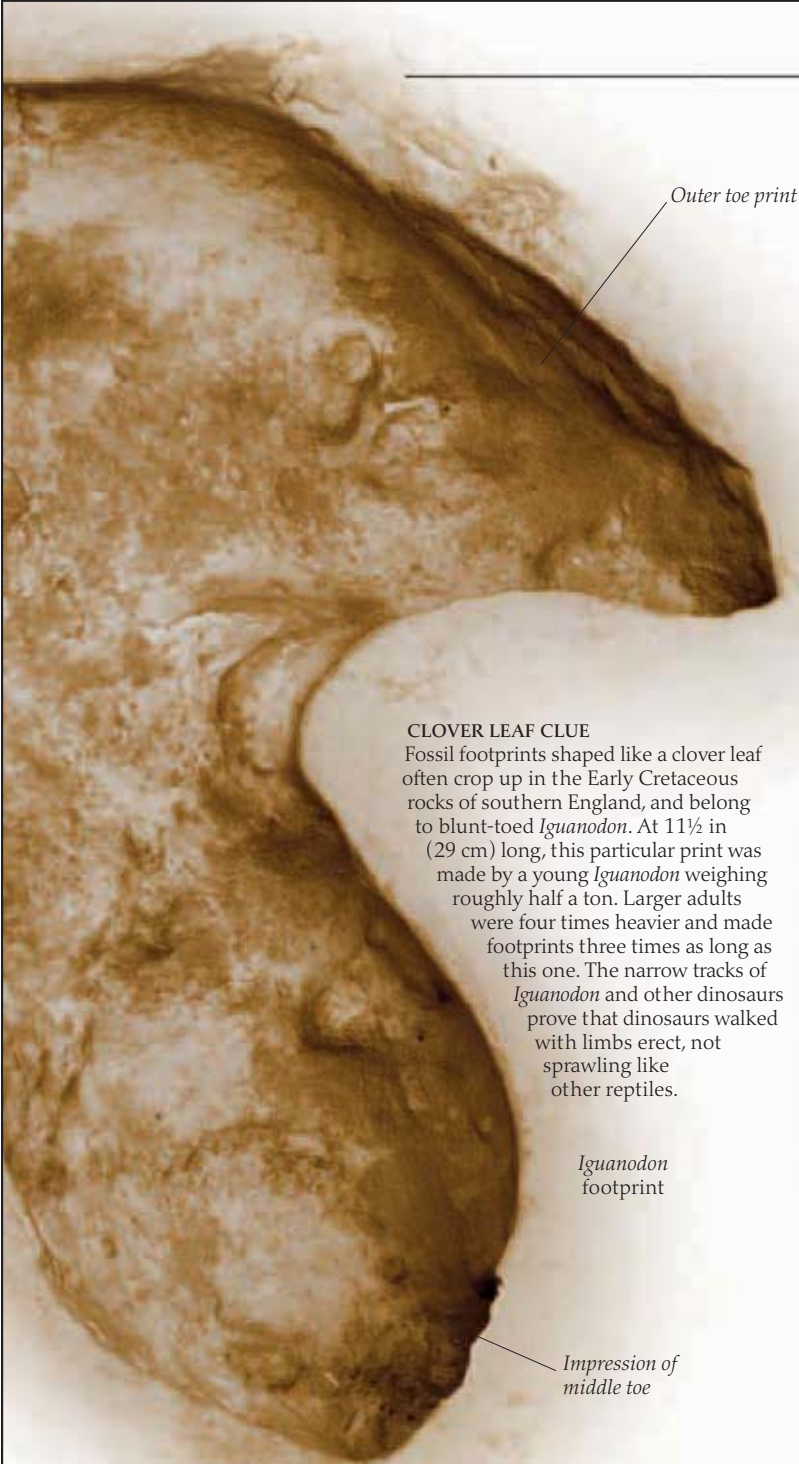 Outer toe print
CLOVER LEAF CLUE
Fossil footprints shaped like a clover leaf
often crop up in the Early Cretaceous
rocks of southern England, and belong
to blunt-toed Iguanodon. At 11½ in
(29 cm) long, this particular print was
made by a young Iguanodon weighing
roughly half a ton. Larger adults
were four times heavier and made
footprints three times as long as
this one. The narrow tracks of
Iguanodon and other dinosaurs
prove that dinosaurs walked
with limbs erect, not
sprawling like
other reptiles.
Iguanodon
footprint
Impression of
middle toe